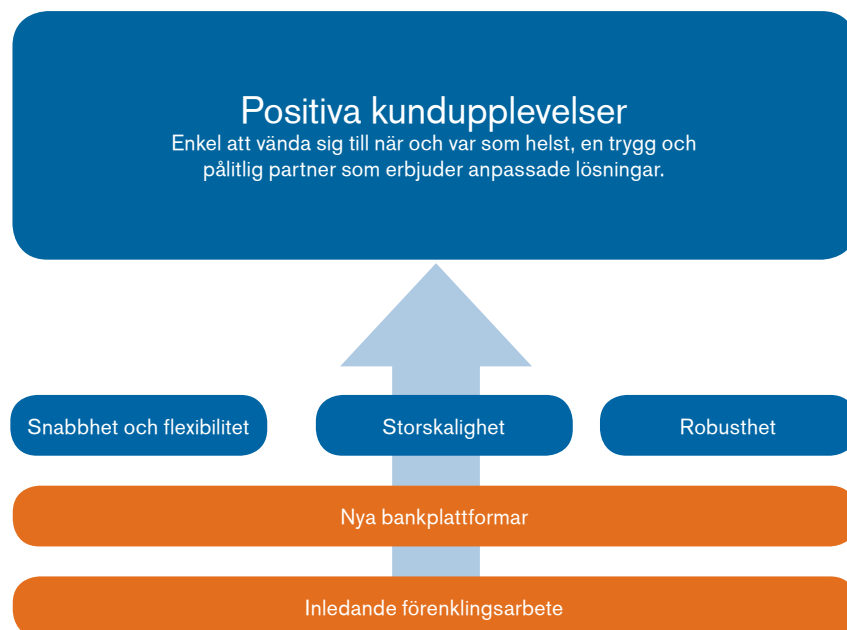 Positiva kundupplevelser
Enkel att vända sig till när och var som helst, en trygg och
pålitlig partner som erbjuder anpassade lösningar.
Snabbhet och flexibilitet
Storskalighet
Robusthet
Nya bankplattformar
Inledande förenklingsarbete